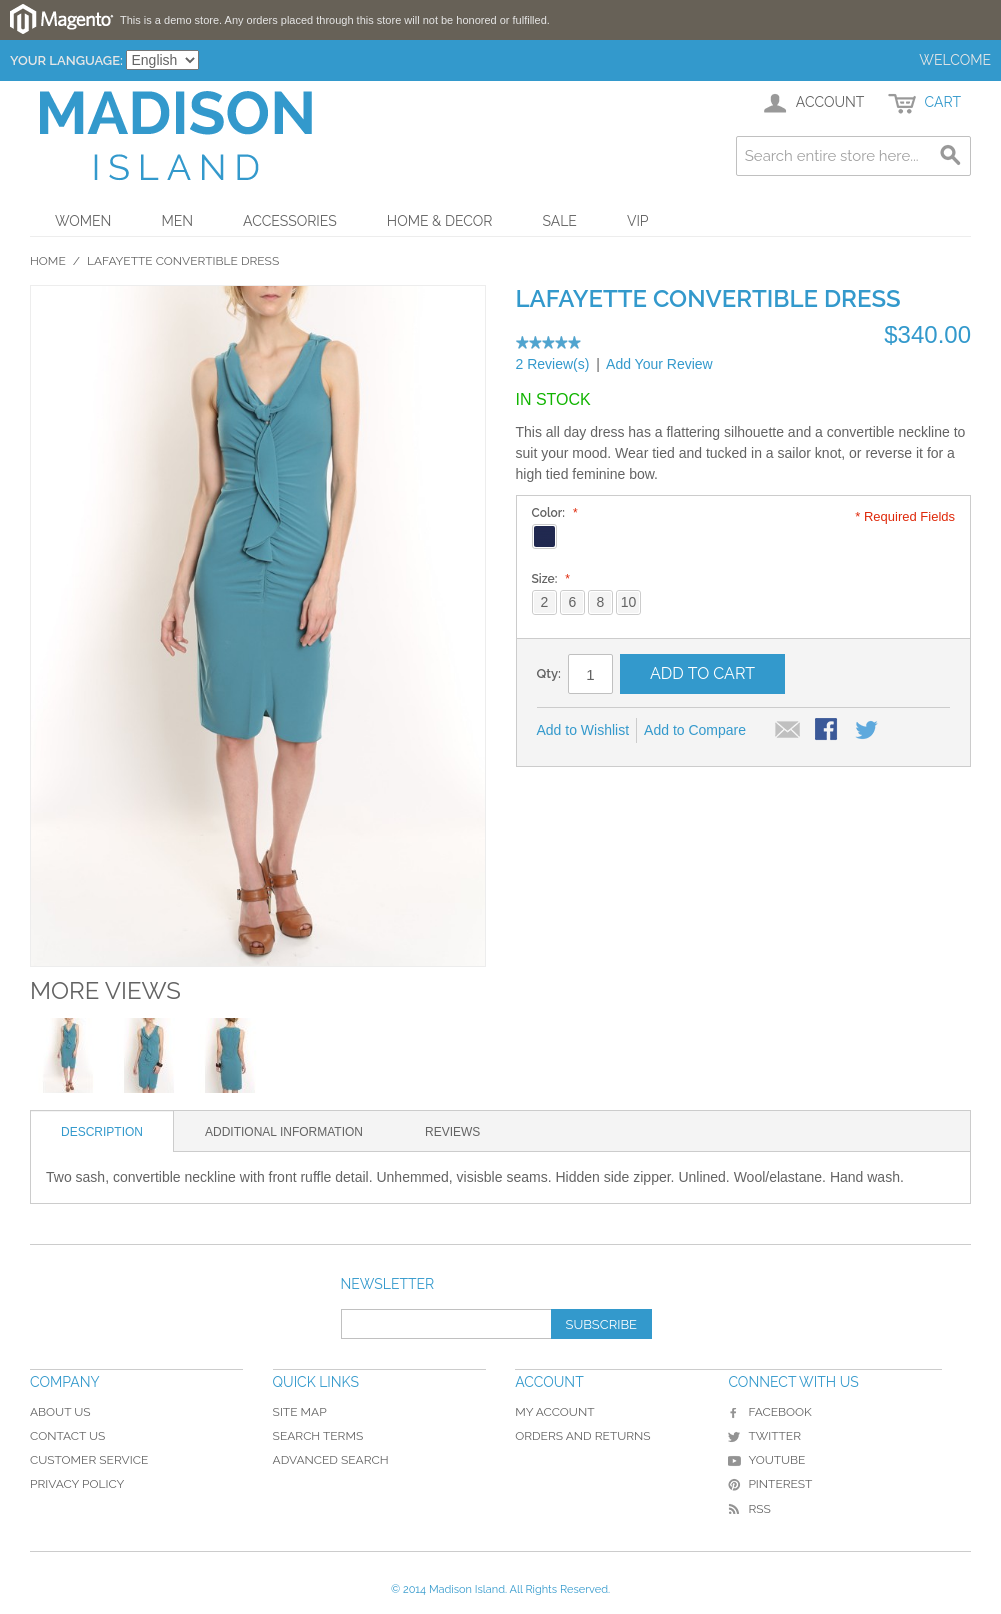 Magento This is a demo store. Any orders placed through this store will not be honored or fulfilled.
YOUR LANGUAGE: English WELCOME
MADISON
ISLAND
ACCOUNT CART
Search entire store here...
WOMEN MEN ACCESSORIES HOME & DECOR SALE VIP
HOME / LAFAYETTE CONVERTIBLE DRESS
LAFAYETTE CONVERTIBLE DRESS
$340.00
2 Review(s) | Add Your Review
IN STOCK
This all day dress has a flattering silhouette and a convertible neckline to
suit your mood. Wear tied and tucked in a sailor knot, or reverse it for a
high tied feminine bow.
Color: *
* Required Fields
Size: *
2 6 8 10
Qty: 1 ADD TO CART
Add to Wishlist Add to Compare
MORE VIEWS
DESCRIPTION ADDITIONAL INFORMATION REVIEWS
Two sash, convertible neckline with front ruffle detail. Unhemmed, visisble seams. Hidden side zipper. Unlined. Wool/elastane. Hand wash.
NEWSLETTER
SUBSCRIBE
COMPANY
ABOUT US
CONTACT US
CUSTOMER SERVICE
PRIVACY POLICY
QUICK LINKS
SITE MAP
SEARCH TERMS
ADVANCED SEARCH
ACCOUNT
MY ACCOUNT
ORDERS AND RETURNS
CONNECT WITH US
FACEBOOK
TWITTER
YOUTUBE
PINTEREST
RSS
© 2014 Madison Island. All Rights Reserved.